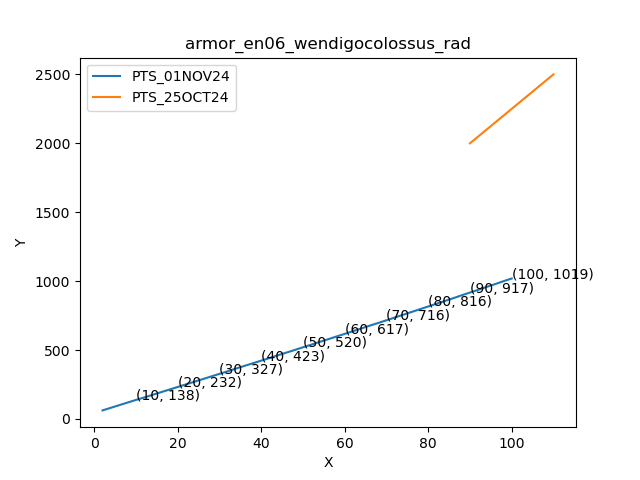 armor_en06_wendigocolossus_rad
PTS_01NOV24
PTS_25OCT24
2500
2000
1500
1000
500
0
Y
(100, 1019)
(90, 917)
(80, 816)
(70, 716)
(60, 617)
(50, 520)
(40, 423)
(30, 327)
(20, 232)
(10, 138)
0 20 40 60 80 100
X